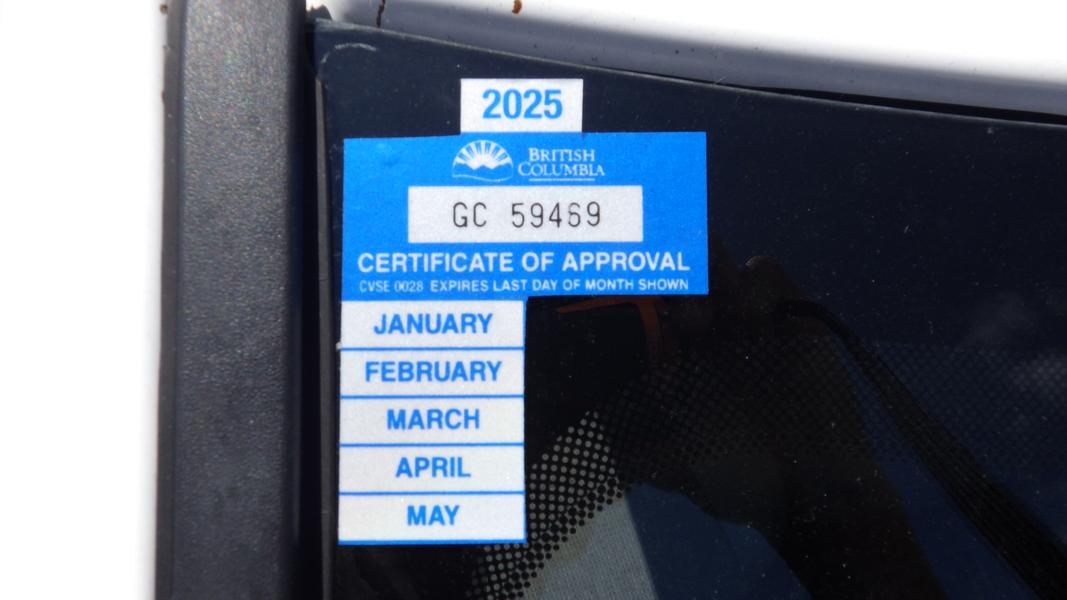 2025
BRITISH
COLUMBIA
GC 59469
CERTIFICATE OF APPROVAL
CVSE 0028 EXPIRES LAST DAY OF MONTH SHOWN
JANUARY
FEBRUARY
MARCH
APRIL
MAY